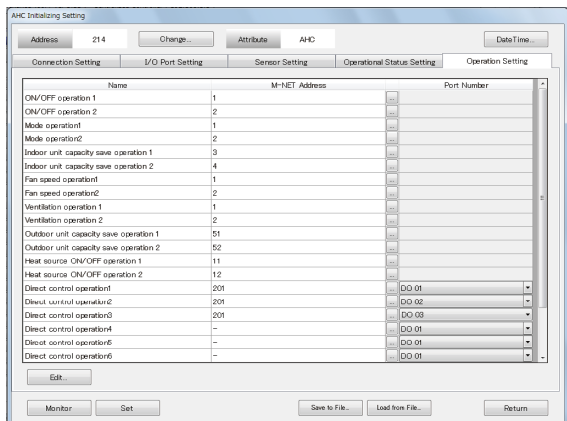 AHC Initializing Setting
Address 214 Change... Attribute AHC DateTime...
Connection Setting I/O Port Setting Sensor Setting Operational Status Setting Operation Setting
Name M-NET Address Port Number
ON/OFF operation 1 1 ...
ON/OFF operation 2 2 ...
Mode operation1 1 ...
Mode operation2 2 ...
Indoor unit capacity save operation 1 3 ...
Indoor unit capacity save operation 2 4 ...
Fan speed operation1 1 ...
Fan speed operation2 2 ...
Ventilation operation 1 1 ...
Ventilation operation 2 2 ...
Outdoor unit capacity save operation 1 51 ...
Outdoor unit capacity save operation 2 52 ...
Heat source ON/OFF operation 1 11 ...
Heat source ON/OFF operation 2 12 ...
Direct control operation1 201 ... DO 01
Direct control operation2 201 ... DO 02
Direct control operation3 201 ... DO 03
Direct control operation4 - ... DO 01
Direct control operation5 - ... DO 01
Direct control operation6 - ... DO 01
Edit...
Monitor Set Save to File... Load from File... Return